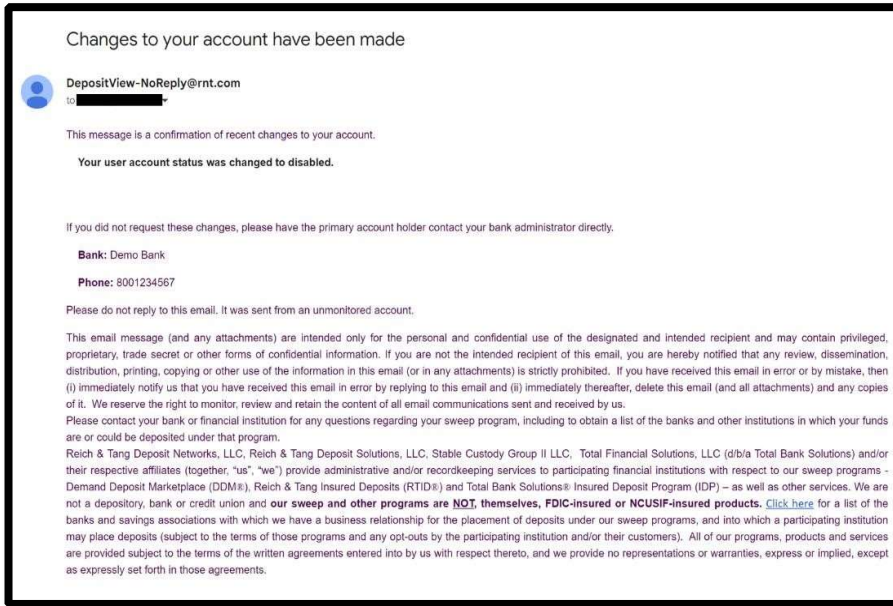 Changes to your account have been made
DepositView-NoReply@rnt.com
to
This message is a confirmation of recent changes to your account.
Your user account status was changed to disabled.
If you did not request these changes, please have the primary account holder contact your bank administrator directly.
Bank: Demo Bank
Phone: 8001234567
Please do not reply to this email. It was sent from an unmonitored account.
This email message (and any attachments) are intended only for the personal and confidential use of the designated and intended recipient and may contain privileged,
proprietary, trade secret or other forms of confidential information. If you are not the intended recipient of this email, you are hereby notified that any review, dissemination,
distribution, printing, copying or other use of the information in this email (or in any attachments) is strictly prohibited. If you have received this email in error or by mistake, then
(i) immediately notify us that you have received this email in error by replying to this email and (ii) immediately thereafter, delete this email (and all attachments) and any copies
of it. We reserve the right to monitor, review and retain the content of all email communications sent and received by us.
Please contact your bank or financial institution for any questions regarding your sweep program, including to obtain a list of the banks and other institutions in which your funds
are or could be deposited under that program.
Reich & Tang Deposit Networks, LLC, Reich & Tang Deposit Solutions, LLC, Stable Custody Group II LLC, Total Financial Solutions, LLC (d/b/a Total Bank Solutions) and/or
their respective affiliates (together, "us", "we") provide administrative and/or recordkeeping services to participating financial institutions with respect to our sweep programs -
Demand Deposit Marketplace (DDM®), Reich & Tang Insured Deposits (RTID®) and Total Bank Solutions® Insured Deposit Program (IDP) – as well as other services. We are
not a depository, bank or credit union and our sweep and other programs are NOT, themselves, FDIC-insured or NCUSIF-insured products. Click here for a list of the
banks and savings associations with which we have a business relationship for the placement of deposits under our sweep programs, and into which a participating institution
may place deposits (subject to the terms of those programs and any opt-outs by the participating institution and/or their customers). All of our programs, products and services
are provided subject to the terms of the written agreements entered into by us with respect thereto, and we provide no representations or warranties, express or implied, except
as expressly set forth in those agreements.